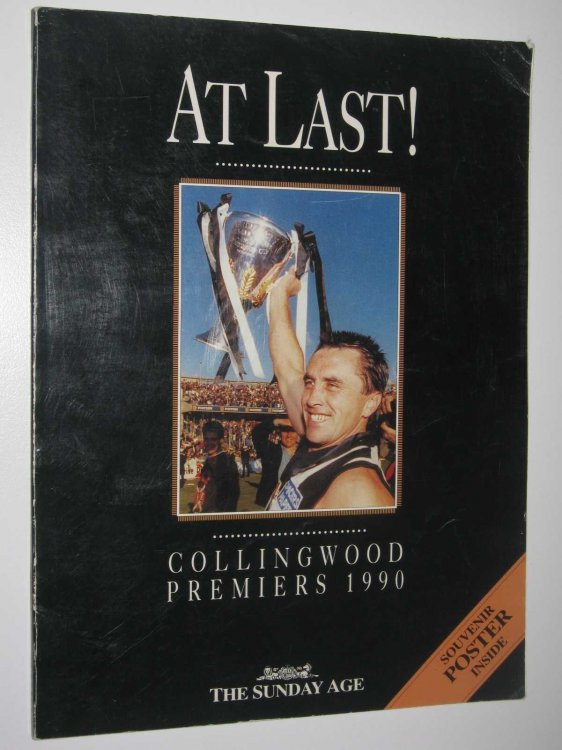 AT LAST!
COLLINGWOOD
PREMIERS 1990
SOUVENIR
POSTER
INSIDE
THE SUNDAY AGE